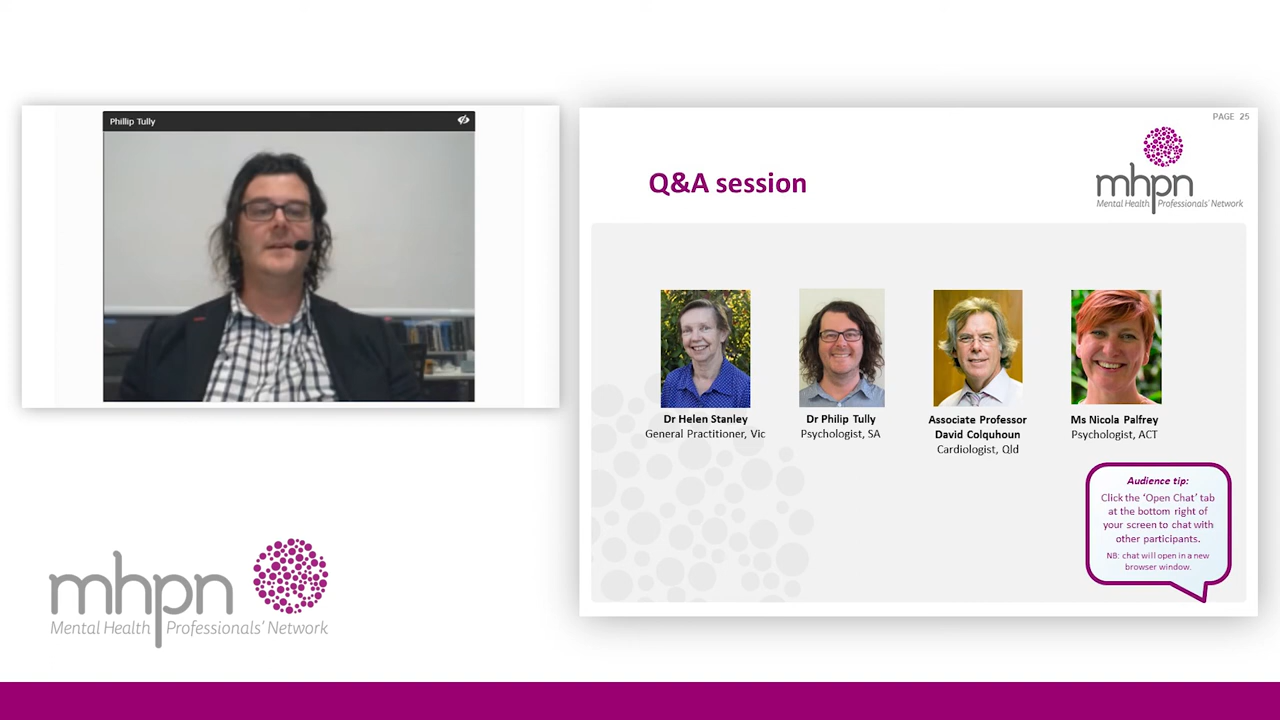 Phillip Tully
PAGE 25
Q&A session
mhpn
Mental Health Professionals' Network
Dr Helen Stanley
General Practitioner, Vic
Dr Philip Tully
Psychologist, SA
Associate Professor
David Colquhoun
Cardiologist, Qld
Ms Nicola Palfrey
Psychologist, ACT
Audience tip:
Click the 'Open Chat' tab
at the bottom right of
your screen to chat with
other participants.
NB: chat will open in a new
browser window.
mhpn
Mental Health Professionals' Network